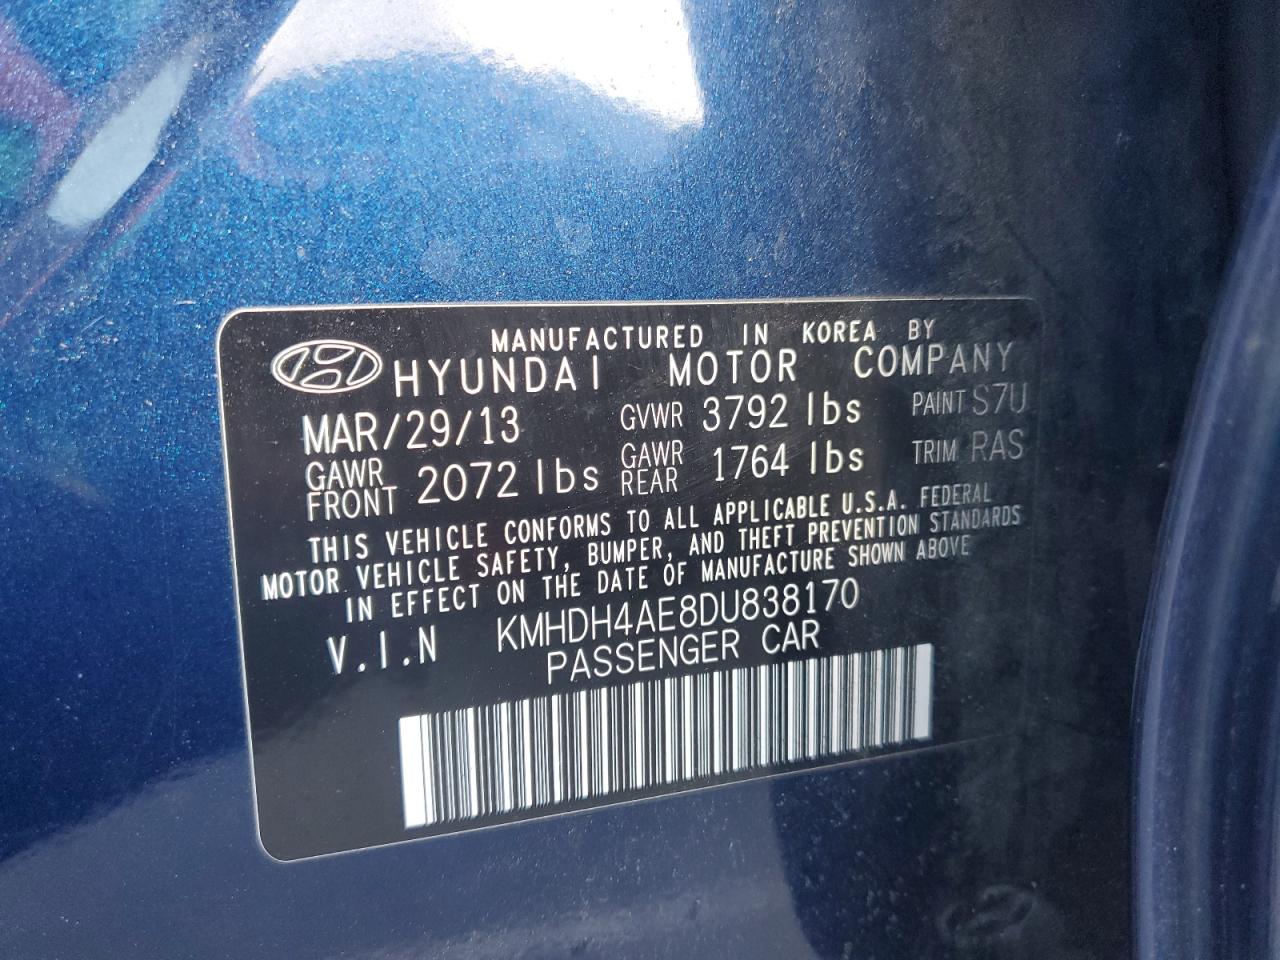 MANUFACTURED IN KOREA BY
HYUNDAI MOTOR COMPANY
MAR/29/13 GVWR 3792 lbs PAINT S7U
GAWR FRONT 2072 lbs GAWR REAR 1764 lbs TRIM RAS
THIS VEHICLE CONFORMS TO ALL APPLICABLE U.S.A. FEDERAL
MOTOR VEHICLE SAFETY, BUMPER, AND THEFT PREVENTION STANDARDS
IN EFFECT ON THE DATE OF MANUFACTURE SHOWN ABOVE
V.I.N KMHDH4AE8DU838170
PASSENGER CAR